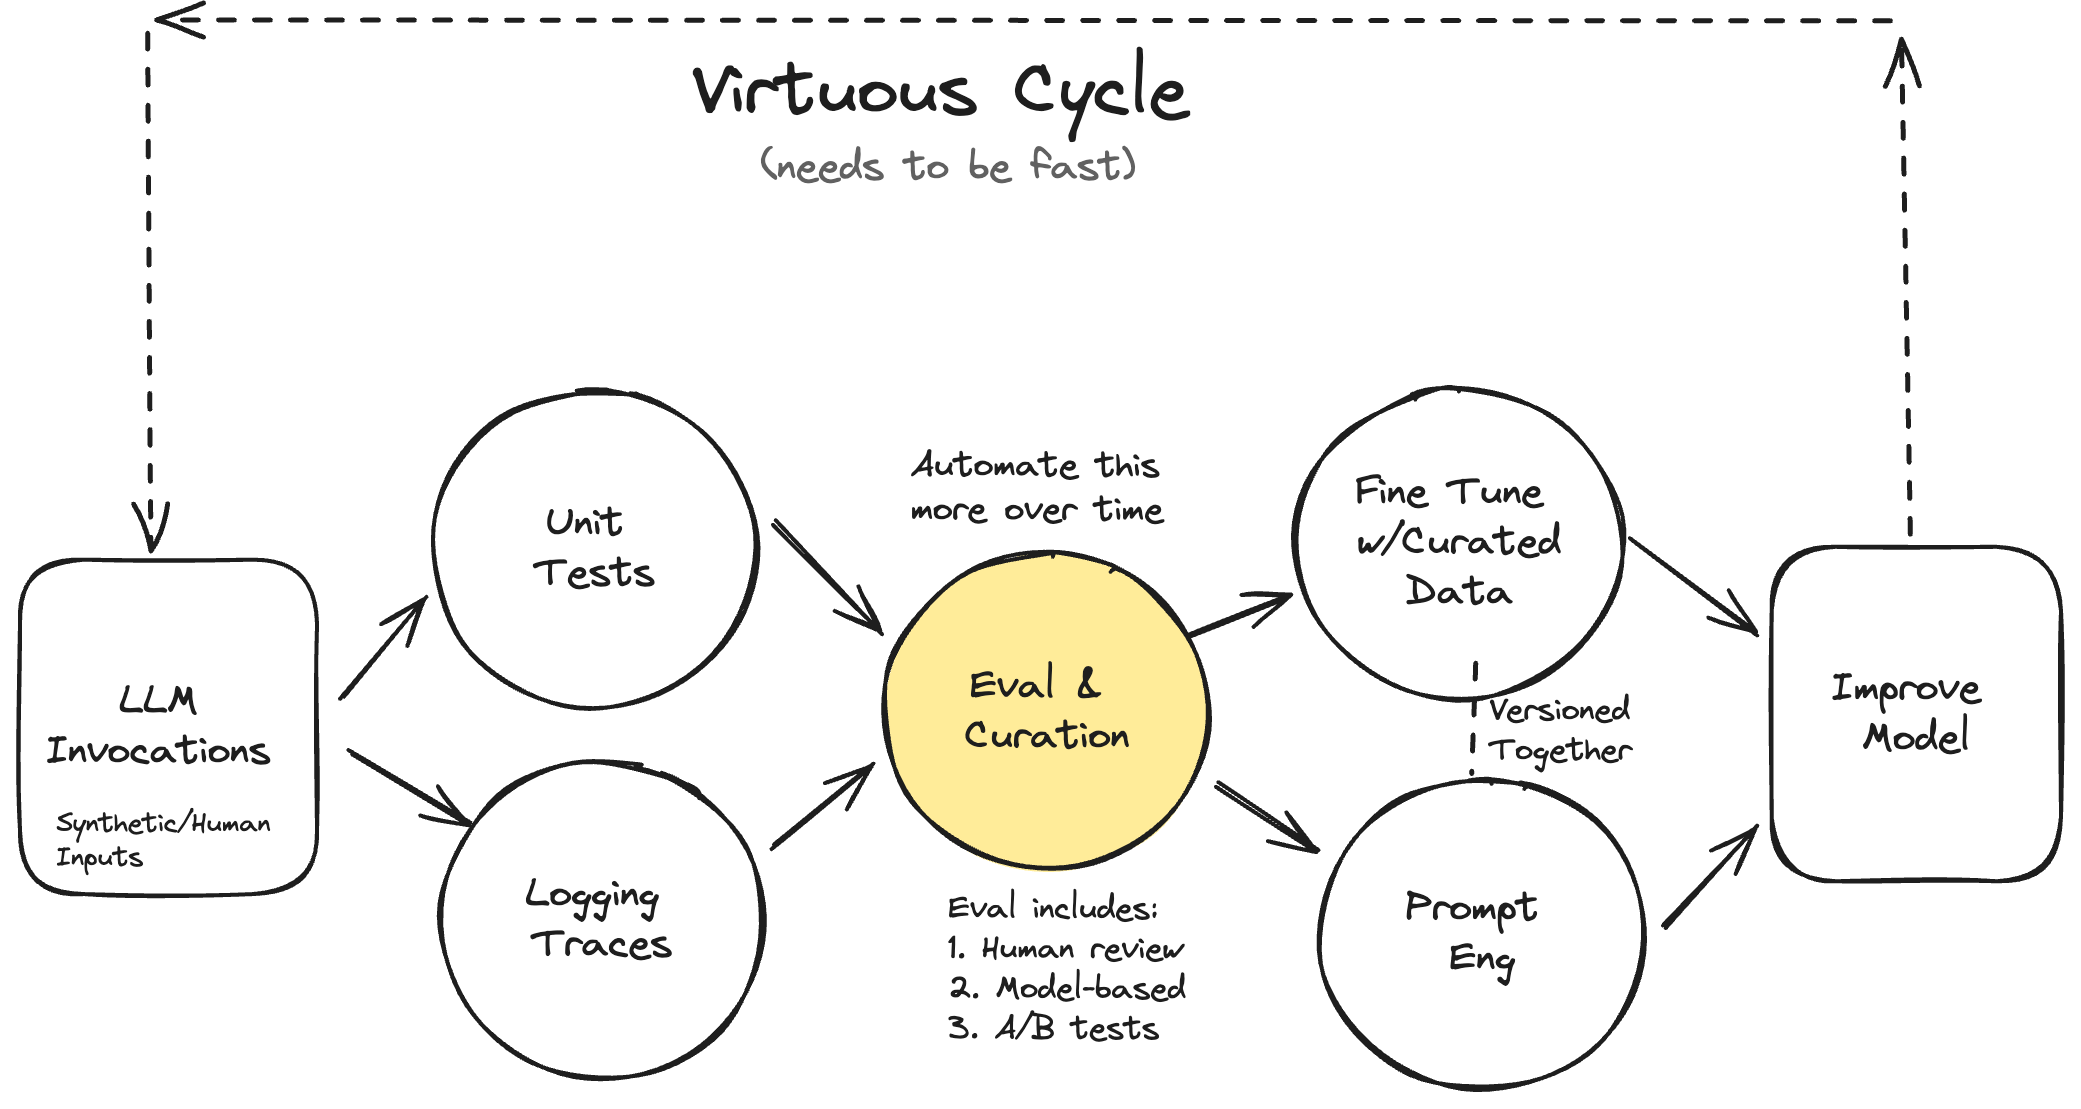 Virtuous Cycle
(needs to be fast)
LLM
Invocations
Synthetic/Human
Inputs
Unit
Tests
Logging
Traces
Automate this
more over time
Eval &
Curation
Eval includes:
1. Human review
2. Model-based
3. A/B tests
Fine Tune
w/Curated
Data
Versioned
Together
Prompt
Eng
Improve
Model